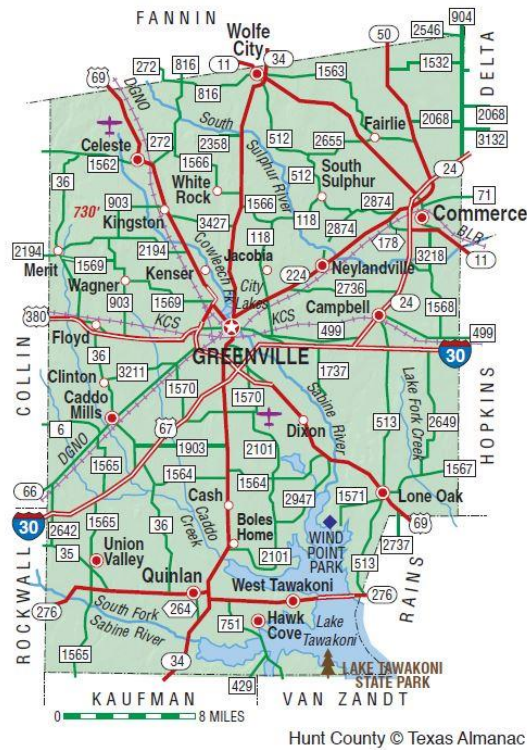 FANNIN
904
Wolfe
City
50
2546
11
34
69
272
816
1563
1532
DELTA
DGNO
816
South
Fairlie
2068
2068
Celeste
272
2358
512
2655
3132
1562
1566
Sulphur River
South
Sulphur
24
36
White
Rock
512
2874
71
903
1566
118
Commerce
730'
Kingston
3427
2874
178
BLR
2194
2194
Cowleech Fk.
118
Jacobia
3218
Merit
1569
Kenser
224
Neylandville
11
Wagner
City
Lakes
2736
903
1569
Campbell
24
1568
380
KCS
KCS
499
499
Floyd
GREENVILLE
30
COLLIN
36
1737
HOPKINS
Clinton
3211
1570
1570
Sabine
River
Lake Fork Creek
Caddo
Mills
67
Dixon
513
2649
6
DGNO
1903
2101
1565
1564
1564
1567
66
2947
1571
Lone Oak
Cash
30
Caddo
Creek
69
2642
1565
36
Boles
Home
WIND
POINT
PARK
2737
35
Union
Valley
2101
513
ROCKWALL
Quinlan
West Tawakoni
RAINS
276
264
276
South Fork
Sabine River
751
Hawk
Cove
Lake
Tawakoni
1565
34
LAKE TAWAKONI
STATE PARK
429
KAUFMAN
VAN ZANDT
0 8 MILES
Hunt County © Texas Almanac